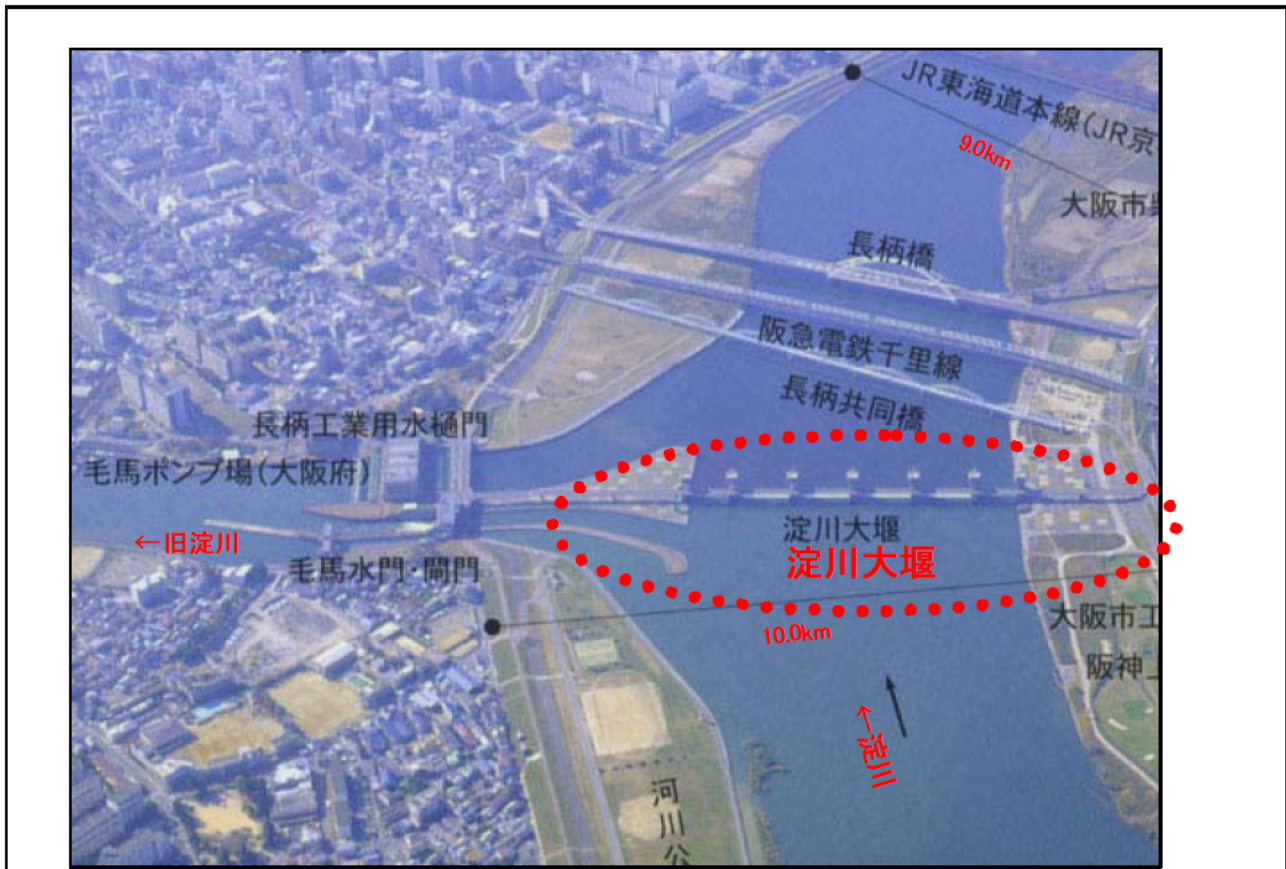 JR東海道本線(JR京
9.0km
大阪市
長柄橋
阪急電鉄千里線
長柄共同橋
長柄工業用水樋門
毛馬ポンプ場(大阪府)
淀川大堰
←旧淀川
淀川大堰
毛馬水門・閘門
大阪市工
10.0km
阪神
←淀川
河川公